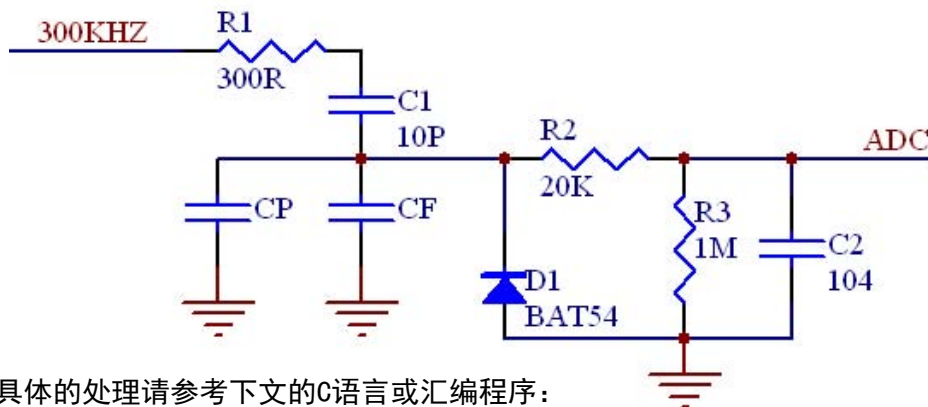 300KHZ
R1
300R
C1
10P
R2
20K
ADC
CP
CF
R3
1M
C2
104
D1
BAT54
具体的处理请参考下文的C语言或汇编程序：